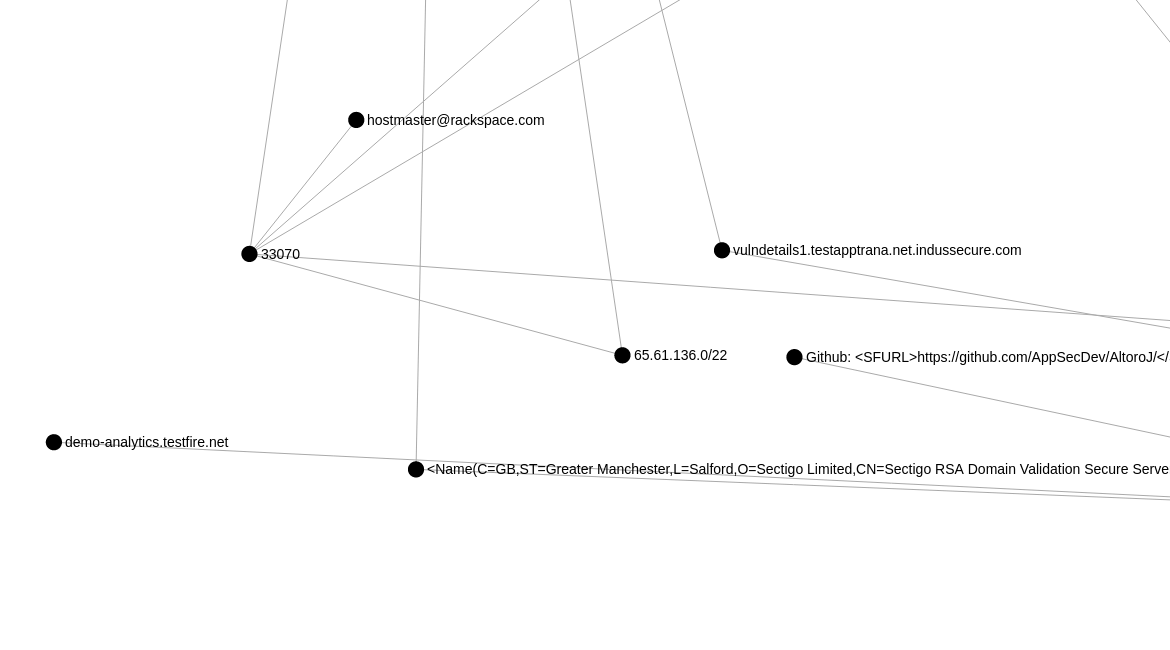 hostmaster@rackspace.com
33070
vulndetails1.testapptrana.net.indussecure.com
65.61.136.0/22
Github: <SFURL>https://github.com/AppSecDev/AltoroJ/</
demo-analytics.testfire.net
<Name(C=GB,ST=Greater Manchester,L=Salford,O=Sectigo Limited,CN=Sectigo RSA Domain Validation Secure Serve